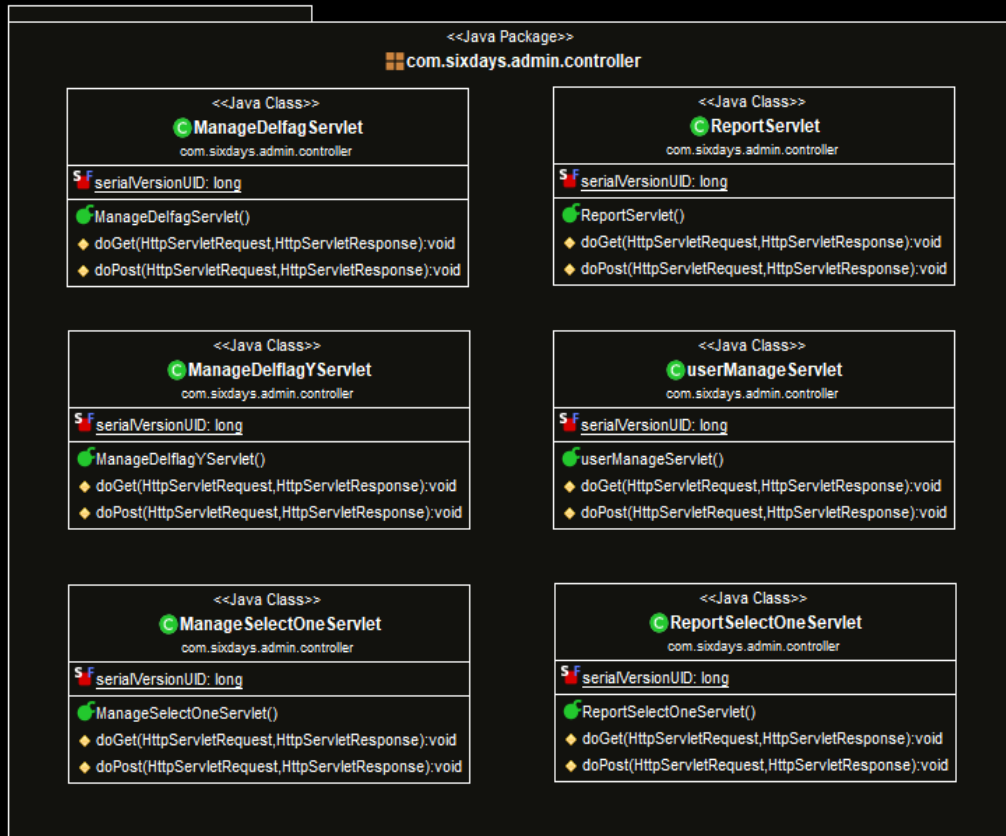 <<Java Package>>
com.sixdays.admin.controller
<<Java Class>>
C ManageDelfagServlet
com.sixdays.admin.controller
S F serialVersionUID: long
ManageDelfagServlet()
doGet(HttpServletRequest,HttpServletResponse):void
doPost(HttpServletRequest,HttpServletResponse):void
<<Java Class>>
C ReportServlet
com.sixdays.admin.controller
S F serialVersionUID: long
ReportServlet()
doGet(HttpServletRequest,HttpServletResponse):void
doPost(HttpServletRequest,HttpServletResponse):void
<<Java Class>>
C ManageDelflagYServlet
com.sixdays.admin.controller
S F serialVersionUID: long
ManageDelflagYServlet()
doGet(HttpServletRequest,HttpServletResponse):void
doPost(HttpServletRequest,HttpServletResponse):void
<<Java Class>>
C userManageServlet
com.sixdays.admin.controller
S F serialVersionUID: long
userManageServlet()
doGet(HttpServletRequest,HttpServletResponse):void
doPost(HttpServletRequest,HttpServletResponse):void
<<Java Class>>
C ManageSelectOneServlet
com.sixdays.admin.controller
S F serialVersionUID: long
ManageSelectOneServlet()
doGet(HttpServletRequest,HttpServletResponse):void
doPost(HttpServletRequest,HttpServletResponse):void
<<Java Class>>
C ReportSelectOneServlet
com.sixdays.admin.controller
S F serialVersionUID: long
ReportSelectOneServlet()
doGet(HttpServletRequest,HttpServletResponse):void
doPost(HttpServletRequest,HttpServletResponse):void